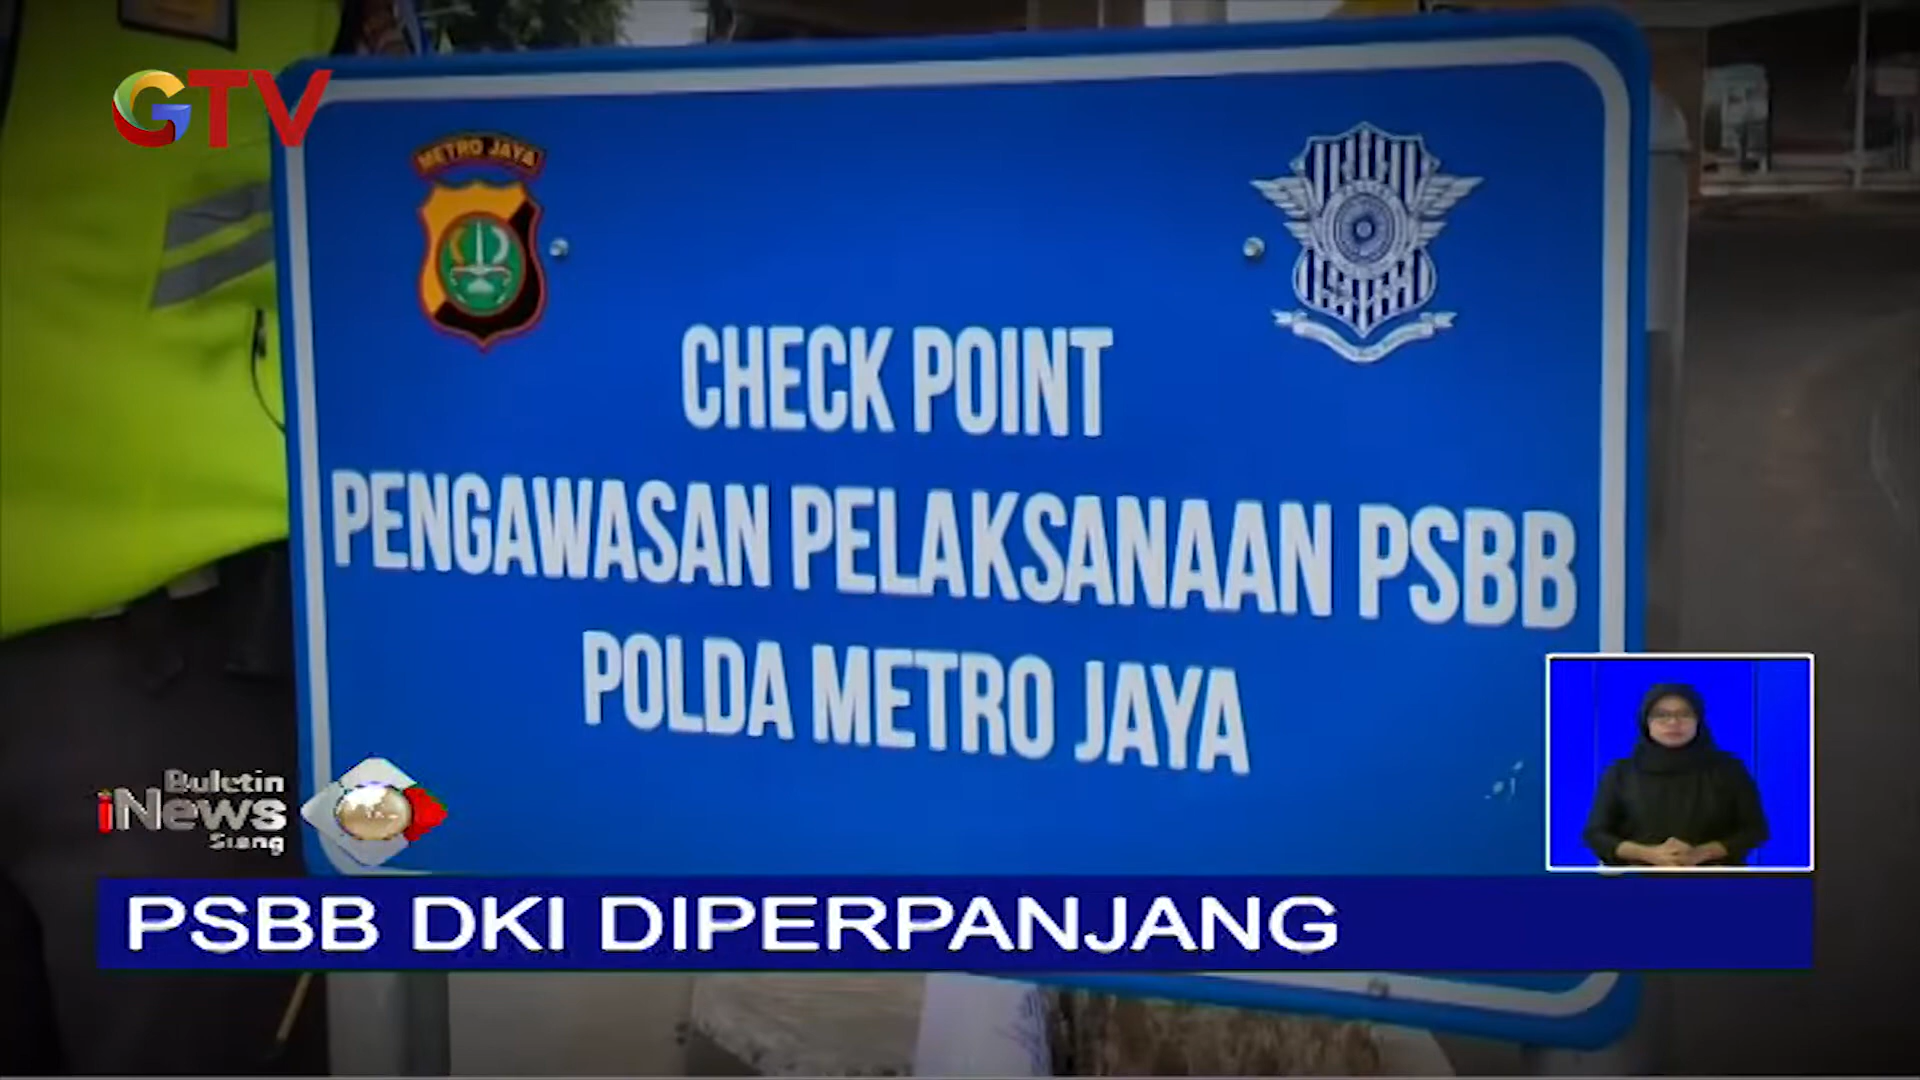 GTV
METRO JAYA
CHECK POINT
PENGAWASAN PELAKSANAAN PSBB
POLDA METRO JAYA
Buletin
iNews
Siang
PSBB DKI DIPERPANJANG